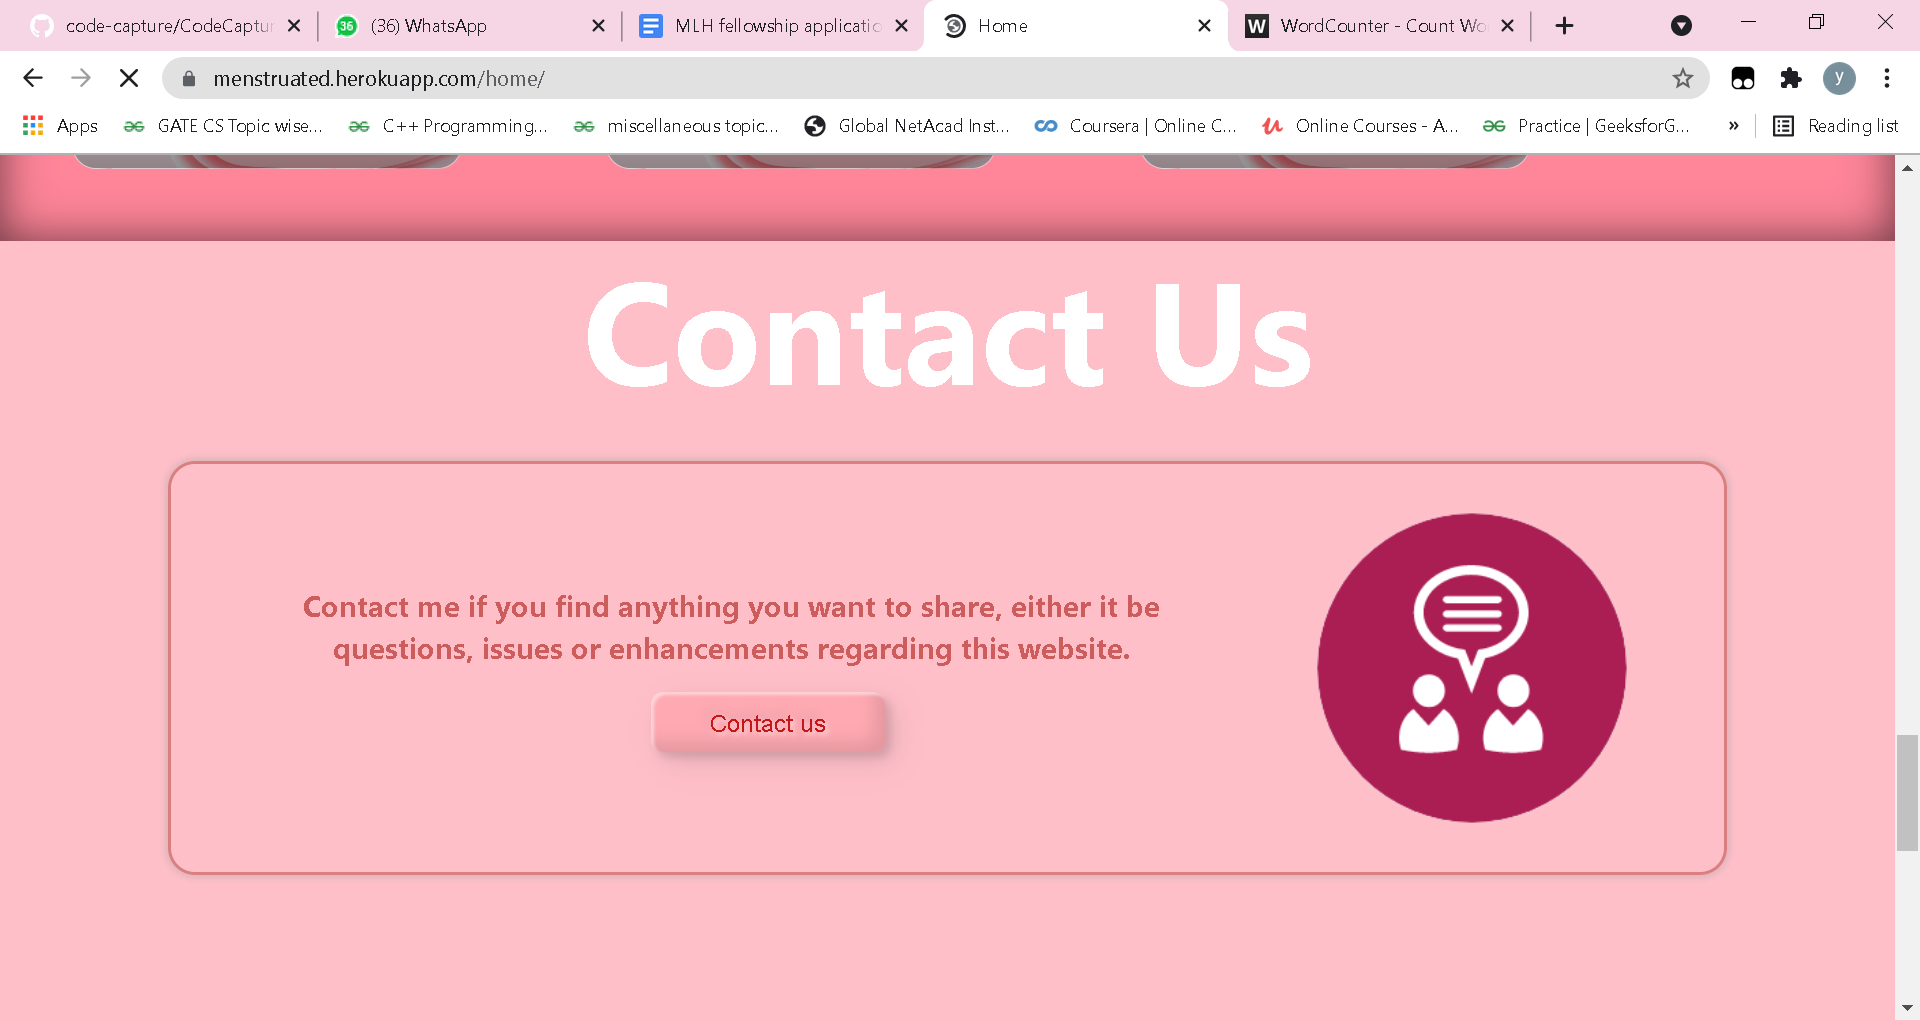 code-capture/CodeCaptur
36
(36) WhatsApp
MLH fellowship applicatio
Home
W
WordCounter - Count Wo
menstruated.herokuapp.com/home/
y
Apps
GATE CS Topic wise...
C++ Programming...
miscellaneous topic...
Global NetAcad Inst...
Coursera | Online C...
Online Courses - A...
Practice | GeeksforG...
»
Reading list
Contact Us
Contact me if you find anything you want to share, either it be
questions, issues or enhancements regarding this website.
Contact us